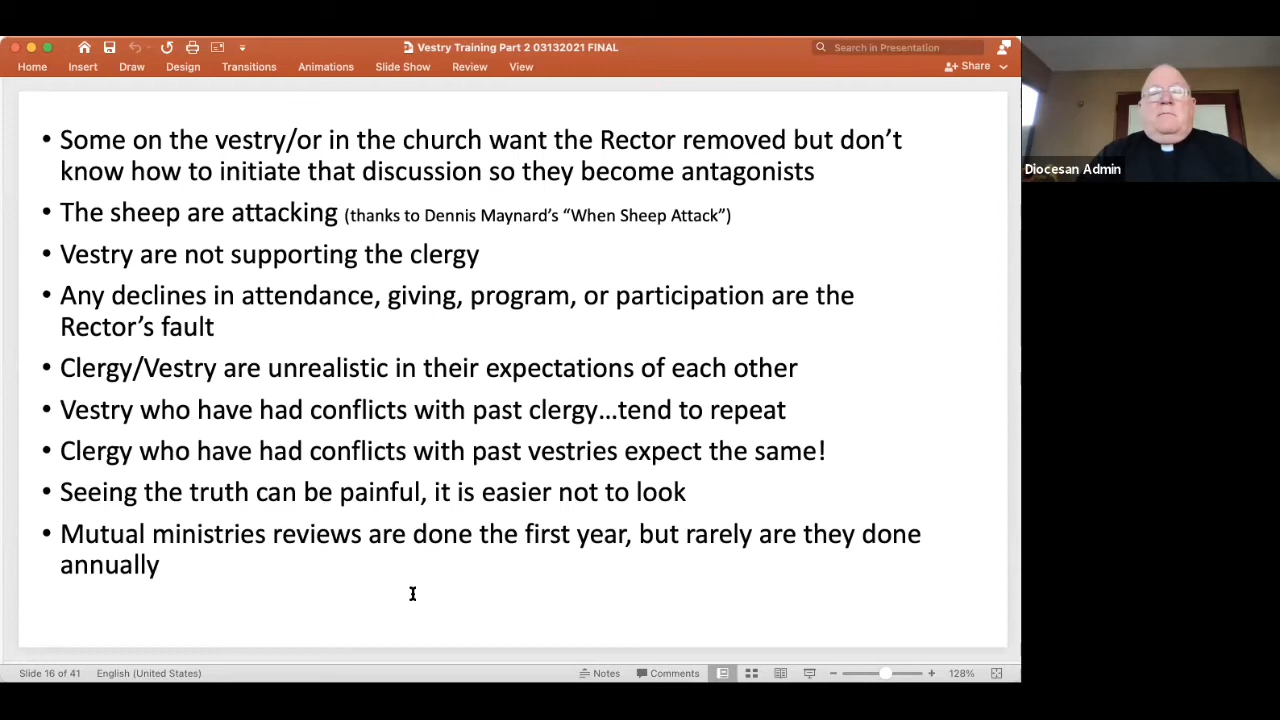 Vestry Training Part 2 03132021 FINAL
Search in Presentation
Home Insert Draw Design Transitions Animations Slide Show Review View Share
• Some on the vestry/or in the church want the Rector removed but don’t
know how to initiate that discussion so they become antagonists
• The sheep are attacking (thanks to Dennis Maynard’s “When Sheep Attack”)
• Vestry are not supporting the clergy
• Any declines in attendance, giving, program, or participation are the
Rector’s fault
• Clergy/Vestry are unrealistic in their expectations of each other
• Vestry who have had conflicts with past clergy…tend to repeat
• Clergy who have had conflicts with past vestries expect the same!
• Seeing the truth can be painful, it is easier not to look
• Mutual ministries reviews are done the first year, but rarely are they done
annually
Slide 16 of 41 English (United States) Notes Comments 128%
Diocesan Admin